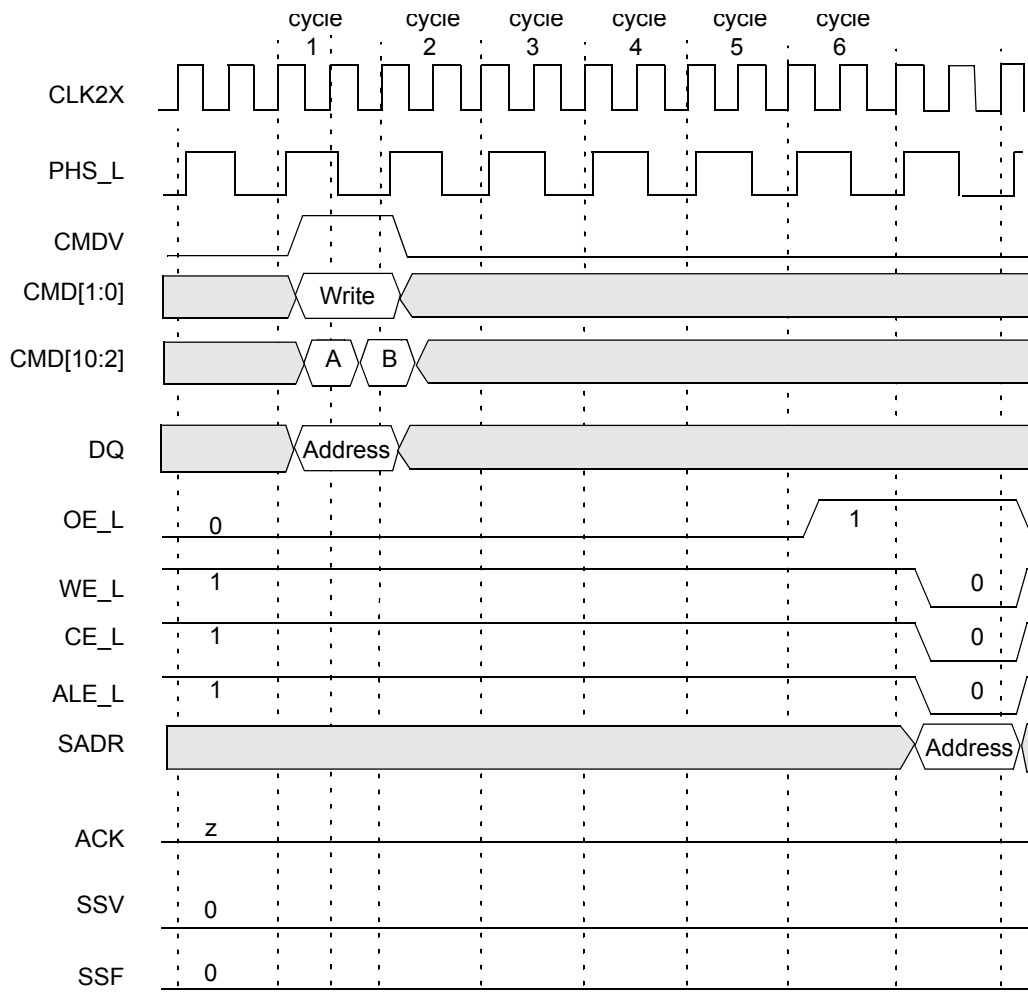 cycle cycle cycle cycle cycle cycle
1 2 3 4 5 6
CLK2X
PHS_L
CMDV
CMD[1:0] Write
CMD[10:2] A B
DQ Address
OE_L 0 1
WE_L 1 0
CE_L 1 0
ALE_L 1 0
SADR Address
ACK z
SSV 0
SSF 0